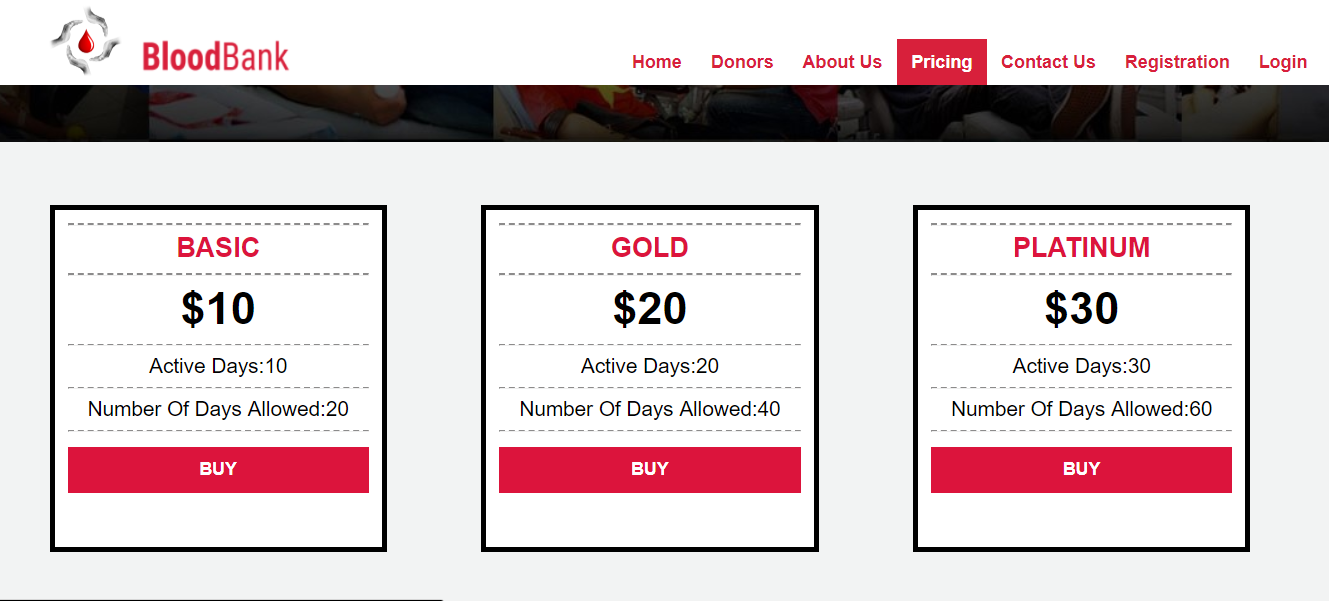 BloodBank
Home Donors About Us Pricing Contact Us Registration Login
BASIC
$10
Active Days:10
Number Of Days Allowed:20
BUY
GOLD
$20
Active Days:20
Number Of Days Allowed:40
BUY
PLATINUM
$30
Active Days:30
Number Of Days Allowed:60
BUY